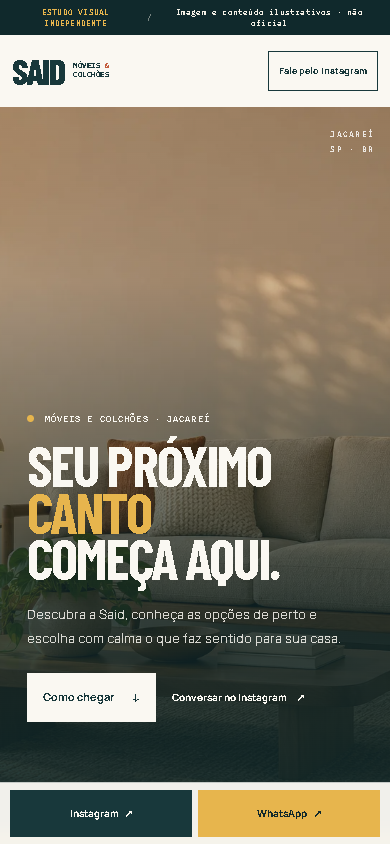 ESTUDO VISUAL
INDEPENDENTE
/
Imagem e conteúdo ilustrativos · não
oficial
SAID
MÓVEIS &
COLCHÕES
Fale pelo Instagram
JACAREÍ
SP · BR
MÓVEIS E COLCHÕES · JACAREÍ
SEU PRÓXIMO
CANTO
COMEÇA AQUI.
Descubra a Said, conheça as opções de perto e
escolha com calma o que faz sentido para sua casa.
Como chegar ↓
Conversar no Instagram ↗
Instagram ↗
WhatsApp ↗